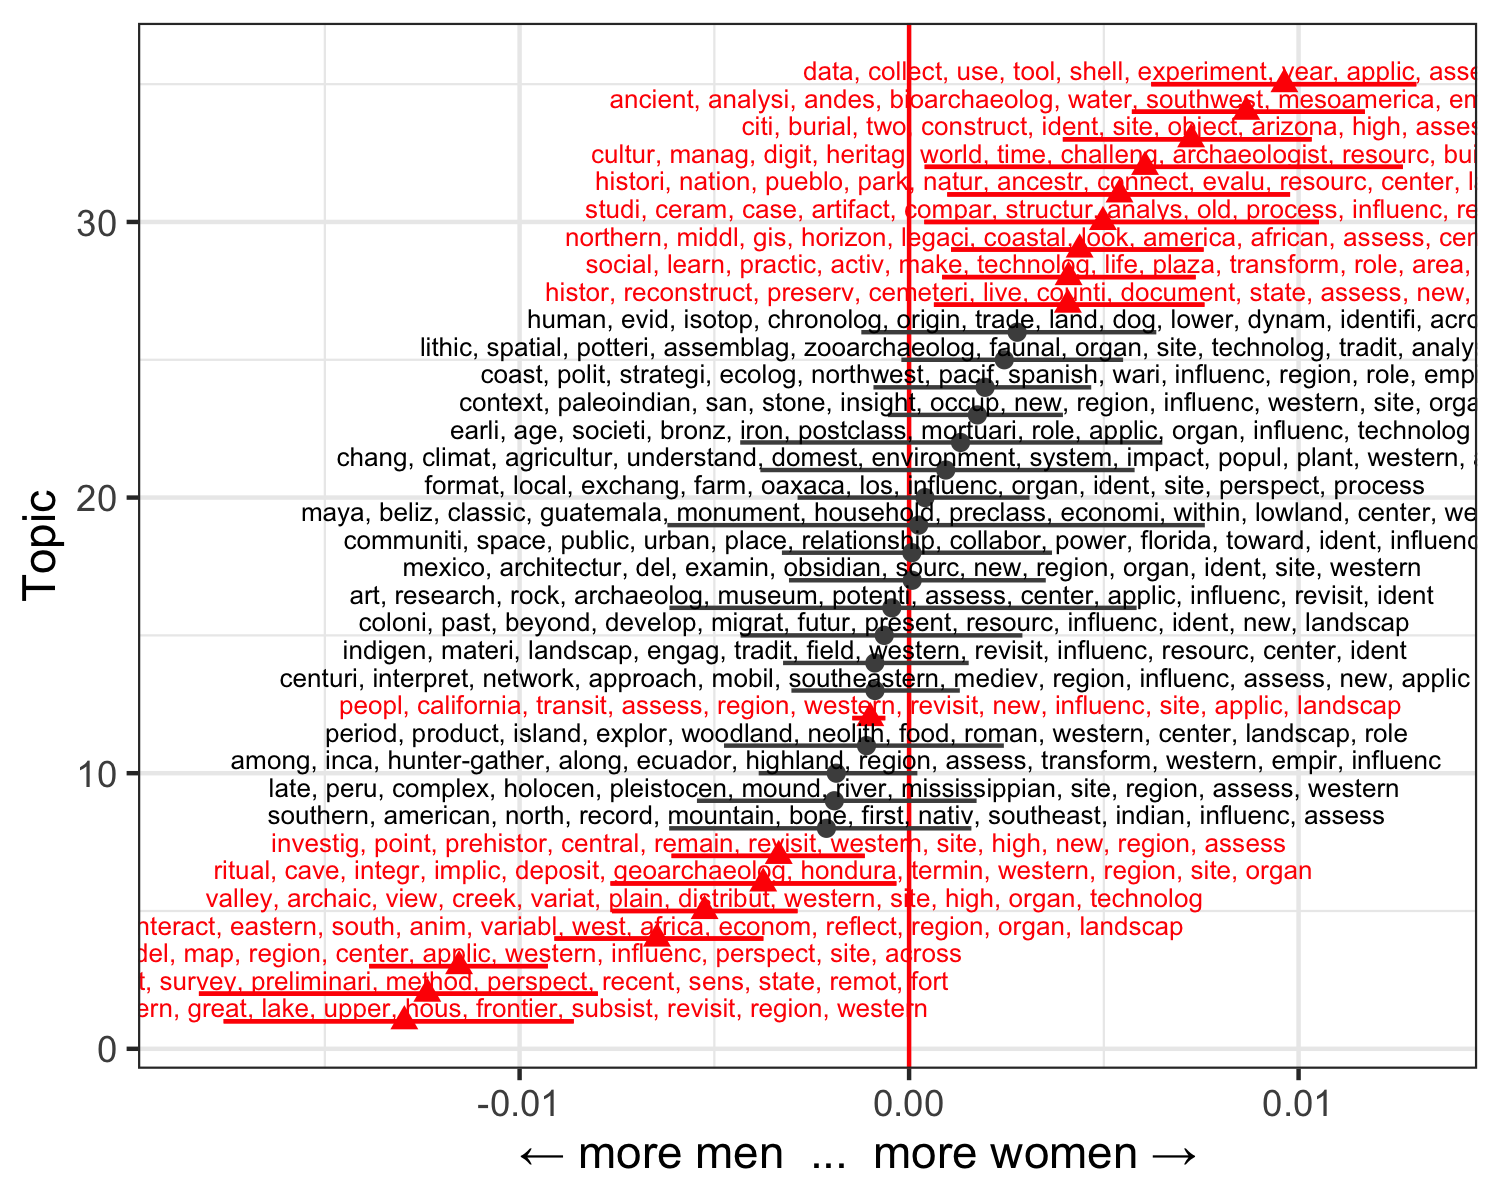 data, collect, use, tool, shell, experiment, year, applic, asse
ancient, analysi, andes, bioarchaeolog, water, southwest, mesoamerica, en
citi, burial, two, construct, ident, site, object, arizona, high, asses
cultur, manag, digit, heritag, world, time, challeng, archaeologist, resourc, bui
histori, nation, pueblo, park, natur, ancestr, connect, evalu, resourc, center, l
30
studi, ceram, case, artifact, compar, structur, analys, old, process, influenc, re
northern, middl, gis, horizon, legaci, coastal, look, america, african, assess, cer
social, learn, practic, activ, make, technolog, life, plaza, transform, role, area,
histor, reconstruct, preserv, cemeteri, live, counti, document, state, assess, new,
human, evid, isotop, chronolog, origin, trade, land, dog, lower, dynam, identifi, acro
lithic, spatial, potteri, assemblag, zooarchaeolog, faunal, organ, site, technolog, tradit, analy
coast, polit, strategi, ecolog, northwest, pacif, spanish, wari, influenc, region, role, emp
context, paleoindian, san, stone, insight, occup, new, region, influenc, western, site, orga
earli, age, societi, bronz, iron, postclass, mortuari, role, applic, organ, influenc, technolog
chang, climat, agricultur, understand, domest, environment, system, impact, popul, plant, western,
20
format, local, exchang, farm, oaxaca, los, influenc, organ, ident, site, perspect, process
maya, beliz, classic, guatemala, monument, household, preclass, economi, within, lowland, center, we
communiti, space, public, urban, place, relationship, collabor, power, florida, toward, ident, influenc
mexico, architectur, del, examin, obsidian, sourc, new, region, organ, ident, site, western
art, research, rock, archaeolog, museum, potenti, assess, center, applic, influenc, revisit, ident
coloni, past, beyond, develop, migrat, futur, present, resourc, influenc, ident, new, landscap
indigen, materi, landscap, engag, tradit, field, western, revisit, influenc, resourc, center, ident
centuri, interpret, network, approach, mobil, southeastern, mediev, region, influenc, assess, new, applic
peopl, california, transit, assess, region, western, revisit, new, influenc, site, applic, landscap
period, product, island, explor, woodland, neolith, food, roman, western, center, landscap, role
10
among, inca, hunter-gather, along, ecuador, highland, region, assess, transform, western, empir, influenc
late, peru, complex, holocen, pleistocen, mound, river, mississippian, site, region, assess, western
southern, american, north, record, mountain, bone, first, nativ, southeast, indian, influenc, assess
investig, point, prehistor, central, remain, revisit, western, site, high, new, region, assess
ritual, cave, integr, implic, deposit, geoarchaeolog, hondura, termin, western, region, site, organ
valley, archaic, view, creek, variat, plain, distribut, western, site, high, organ, technolog
nteract, eastern, south, anim, variabl, west, africa, econom, reflect, region, organ, landscap
del, map, region, center, applic, western, influenc, perspect, site, across
t, survey, preliminari, method, perspect, recent, sens, state, remot, fort
ern, great, lake, upper, hous, frontier, subsist, revisit, region, western
0
Topic
-0.01 0.00 0.01
← more men ... more women →